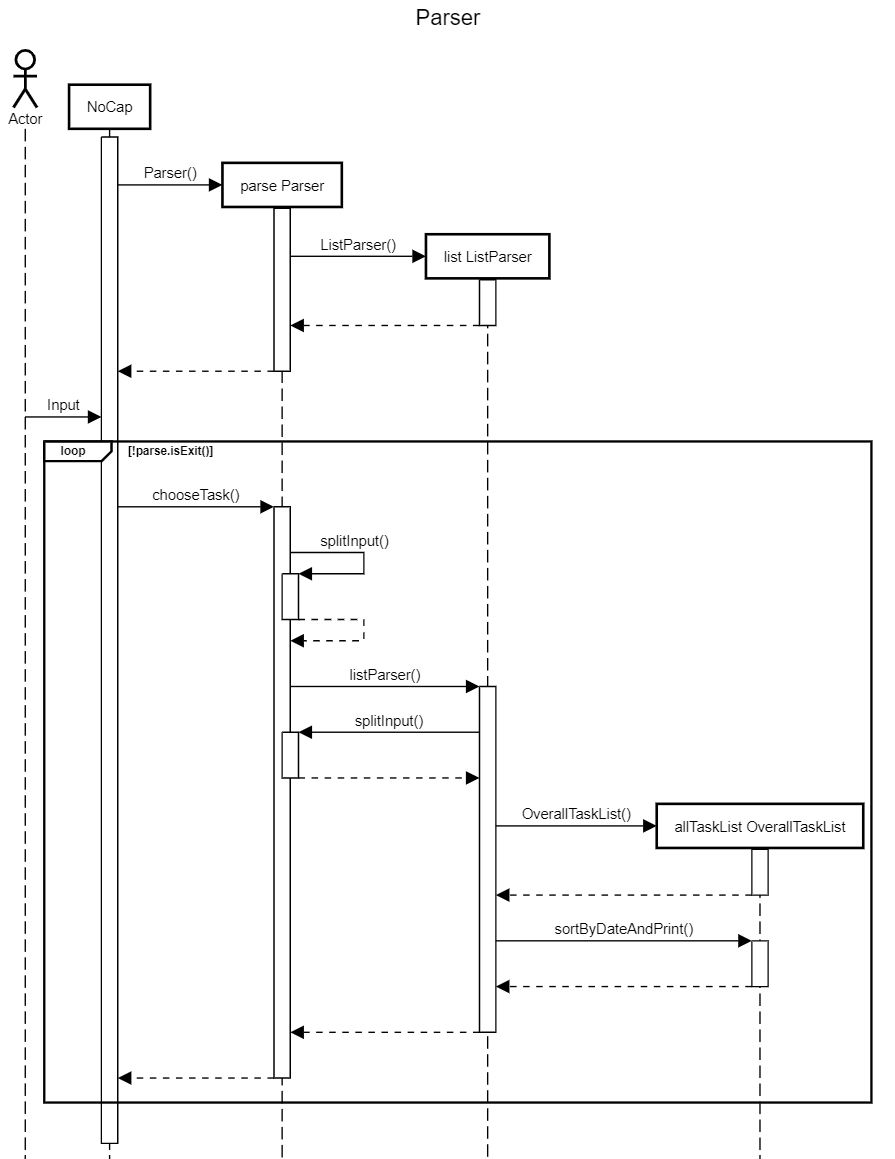 Parser
Actor
NoCap
Parser()
parse Parser
ListParser()
list ListParser
Input
loop
[!parse.isExit()]
chooseTask()
splitInput()
listParser()
splitInput()
OverallTaskList()
allTaskList OverallTaskList
sortByDateAndPrint()